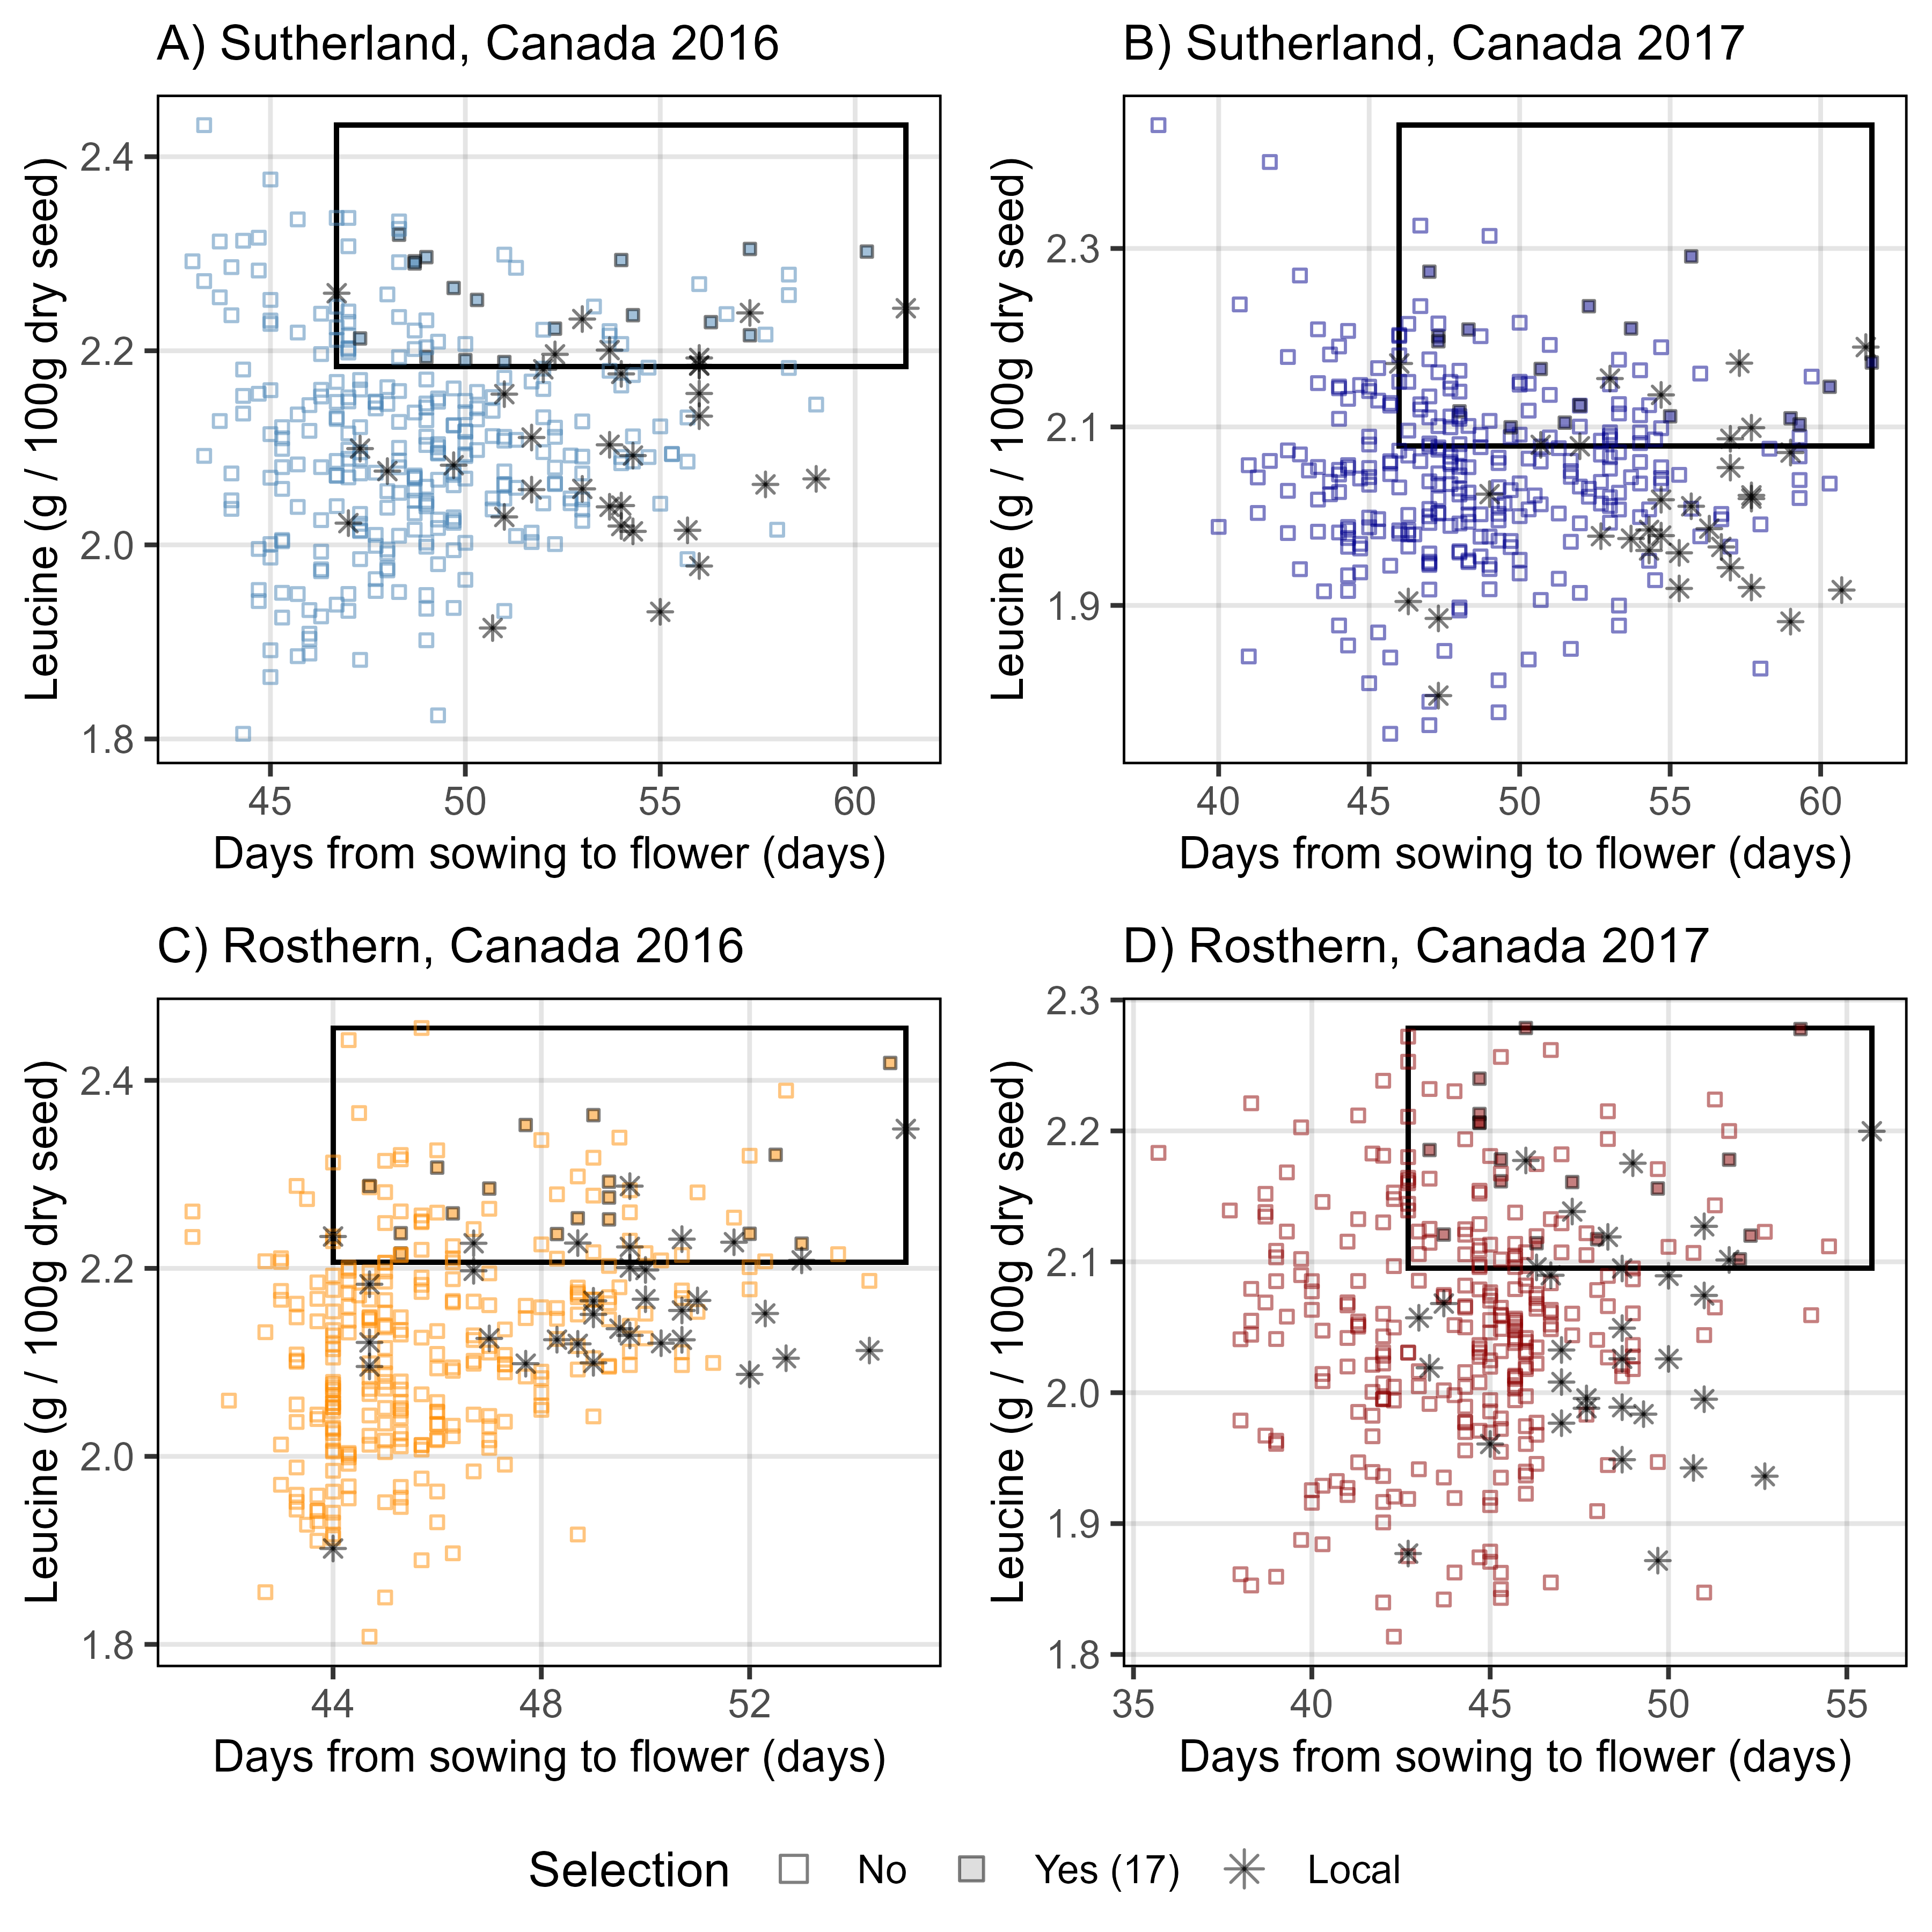 A) Sutherland, Canada 2016
Leucine (g / 100g dry seed)
2.4
2.2
2.0
1.8
45 50 55 60
Days from sowing to flower (days)
B) Sutherland, Canada 2017
Leucine (g / 100g dry seed)
2.3
2.1
1.9
40 45 50 55 60
Days from sowing to flower (days)
C) Rosthern, Canada 2016
Leucine (g / 100g dry seed)
2.4
2.2
2.0
1.8
44 48 52
Days from sowing to flower (days)
D) Rosthern, Canada 2017
Leucine (g / 100g dry seed)
2.3
2.2
2.1
2.0
1.9
1.8
35 40 45 50 55
Days from sowing to flower (days)
Selection No Yes (17) Local